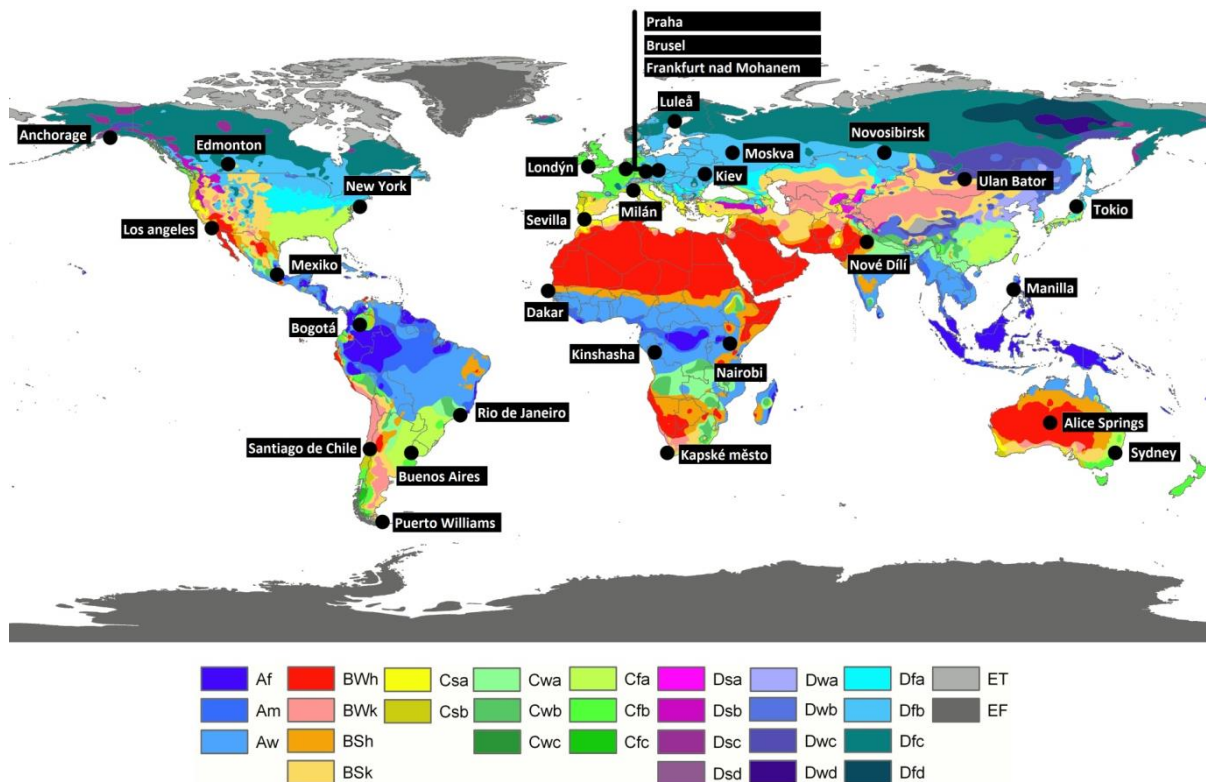 Praha
Brusel
Frankfurt nad Mohanem
Luleå
Anchorage
Edmonton
Novosibirsk
Londýn
Moskva
New York
Kiev
Ulan Bator
Los angeles
Sevilla
Milán
Tokio
Mexiko
Nové Dílí
Dakar
Manilla
Bogotá
Kinshasha
Nairobi
Rio de Janeiro
Alice Springs
Santiago de Chile
Kapské město
Sydney
Buenos Aires
Puerto Williams
Af BWh Csa Cwa Cfa Dsa Dwa Dfa ET
Am BWk Csb Cwb Cfb Dsb Dwb Dfb EF
Aw BSh Cwc Cfc Dsc Dwc Dfc
BSk Dsd Dwd Dfd